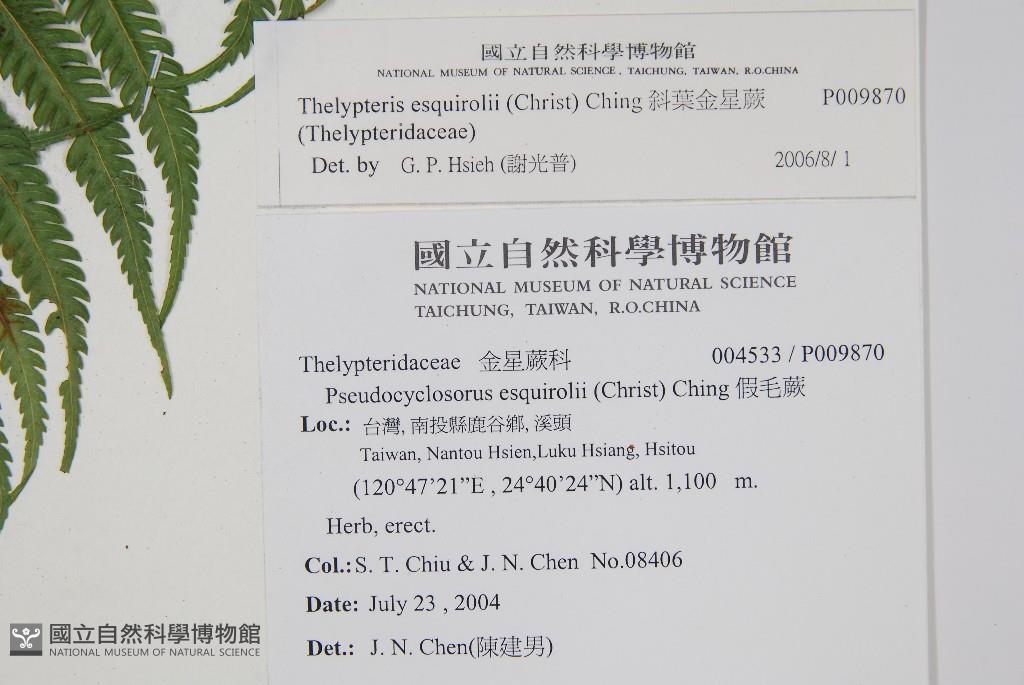 國立自然科學博物館
NATIONAL MUSEUM OF NATURAL SCIENCE , TAICHUNG, TAIWAN, R.O.CHINA
Thelypteris esquirolii (Christ) Ching 斜葉金星蕨 P009870
(Thelypteridaceae)
Det. by G. P. Hsieh (謝光普) 2006/8/ 1
國立自然科學博物館
NATIONAL MUSEUM OF NATURAL SCIENCE
TAICHUNG, TAIWAN, R.O.CHINA
Thelypteridaceae 金星蕨科 004533 / P009870
Pseudocyclosorus esquirolii (Christ) Ching 假毛蕨
Loc.: 台灣, 南投縣鹿谷鄉, 溪頭
Taiwan, Nantou Hsien,Luku Hsiang, Hsitou
(120°47’21”E , 24°40’24”N) alt. 1,100 m.
Herb, erect.
Col.: S. T. Chiu & J. N. Chen No.08406
Date: July 23 , 2004
Det.: J. N. Chen(陳建男)
國立自然科學博物館
NATIONAL MUSEUM OF NATURAL SCIENCE